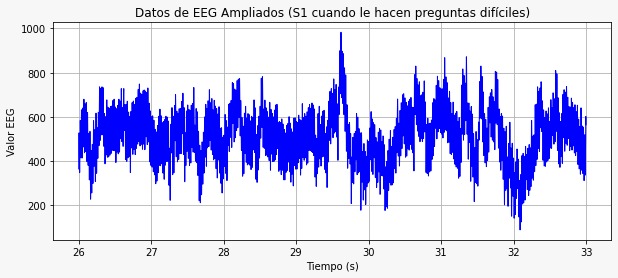 Datos de EEG Ampliados (S1 cuando le hacen preguntas difíciles)
1000
800
600
400
200
Valor EEG
26 27 28 29 30 31 32 33
Tiempo (s)